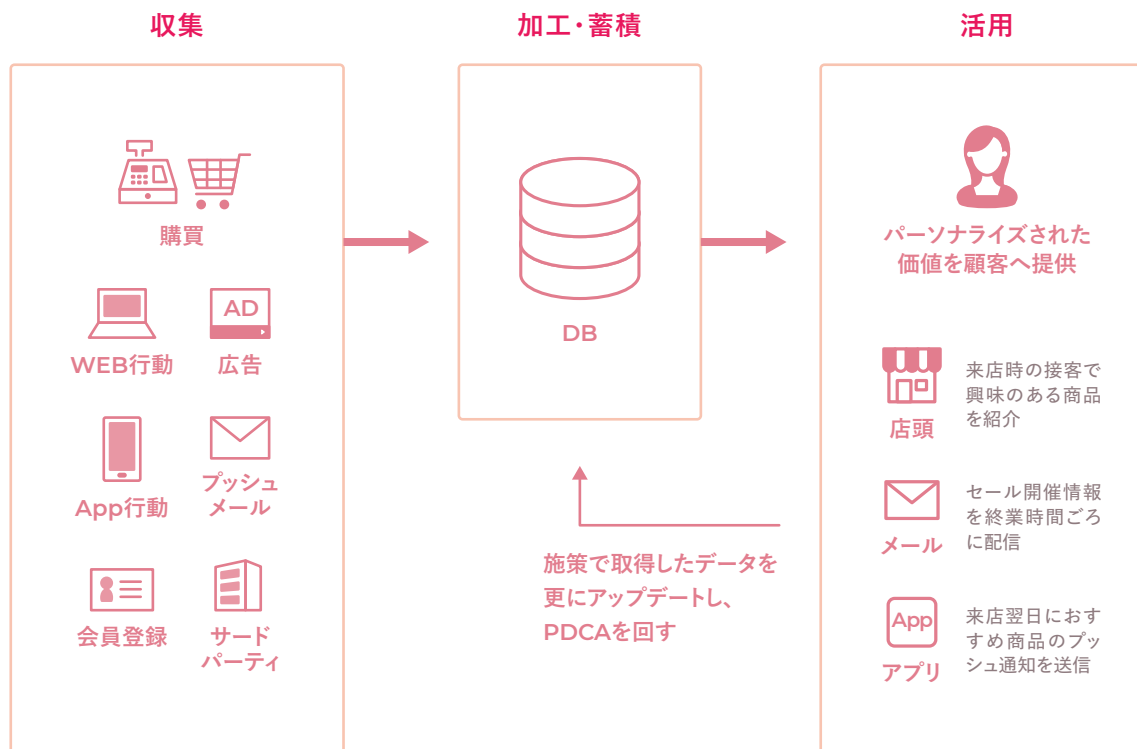 収集
加工・蓄積
活用
購買
WEB行動
AD
広告
App行動
プッシュ
メール
会員登録
サード
パーティ
DB
施策で取得したデータを
更にアップデートし、
PDCAを回す
パーソナライズされた
価値を顧客へ提供
店頭
来店時の接客で
興味のある商品
を紹介
メール
セール開催情報
を終業時間ごろ
に配信
App
アプリ
来店翌日におす
すめ商品のプッ
シュ通知を送信